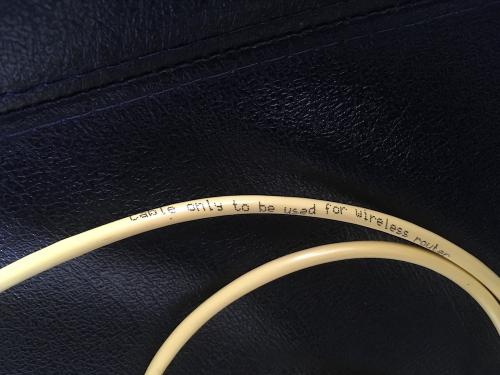 cable only to be used for wireless router